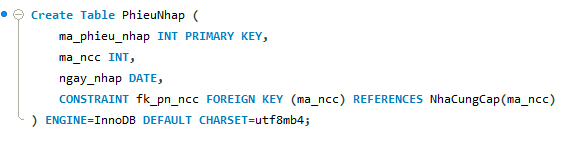 Create Table PhieuNhap (
ma_phieu_nhap INT PRIMARY KEY,
ma_ncc INT,
ngay_nhap DATE,
CONSTRAINT fk_pn_ncc FOREIGN KEY (ma_ncc) REFERENCES NhaCungCap(ma_ncc)
) ENGINE=InnoDB DEFAULT CHARSET=utf8mb4;